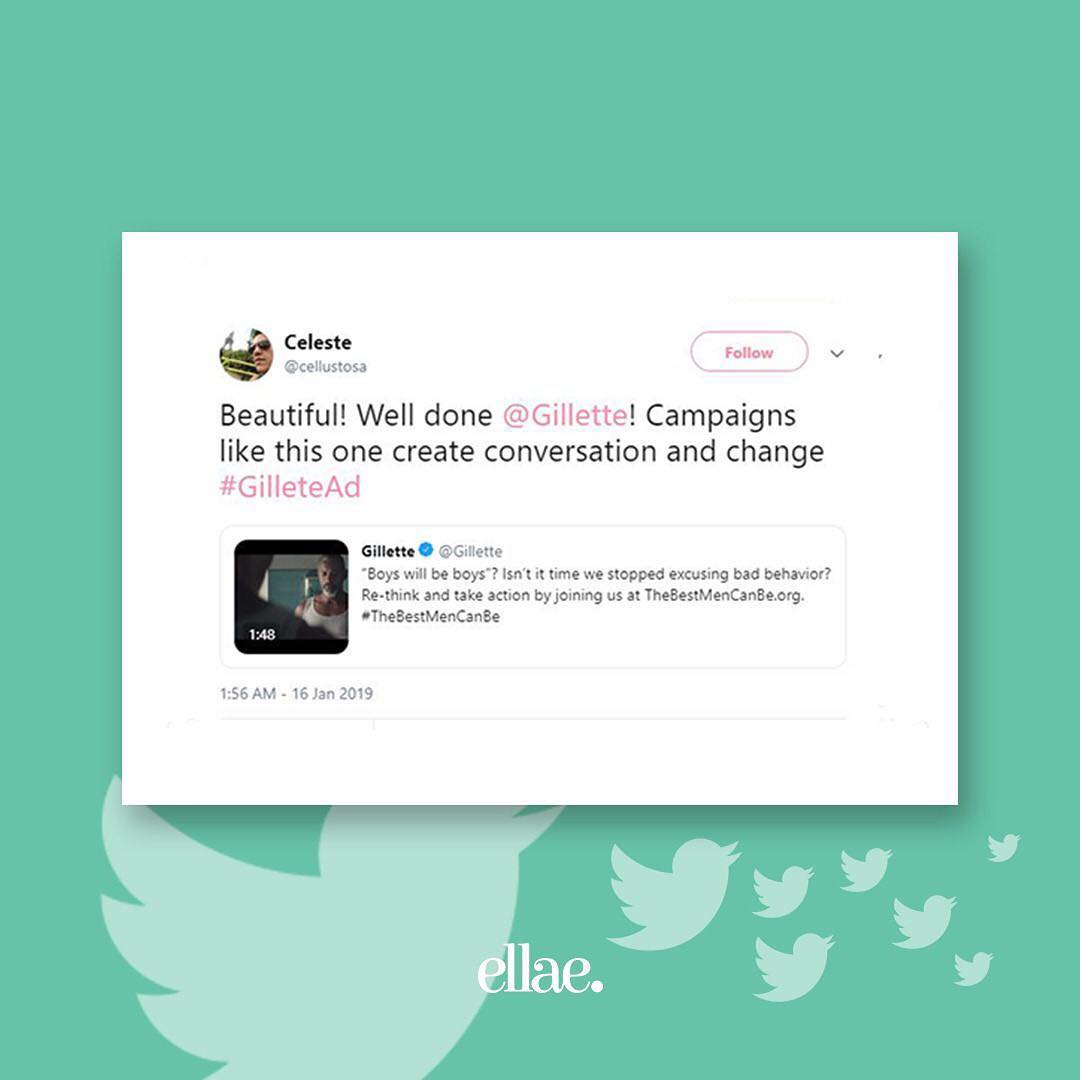 Celeste
@cellustosa
Follow
Beautiful! Well done @Gillette! Campaigns
like this one create conversation and change
#GilleteAd
Gillette @Gillette
"Boys will be boys"? Isn't it time we stopped excusing bad behavior?
Re-think and take action by joining us at TheBestMenCanBe.org.
#TheBestMenCanBe
1:48
1:56 AM - 16 Jan 2019
ellae.